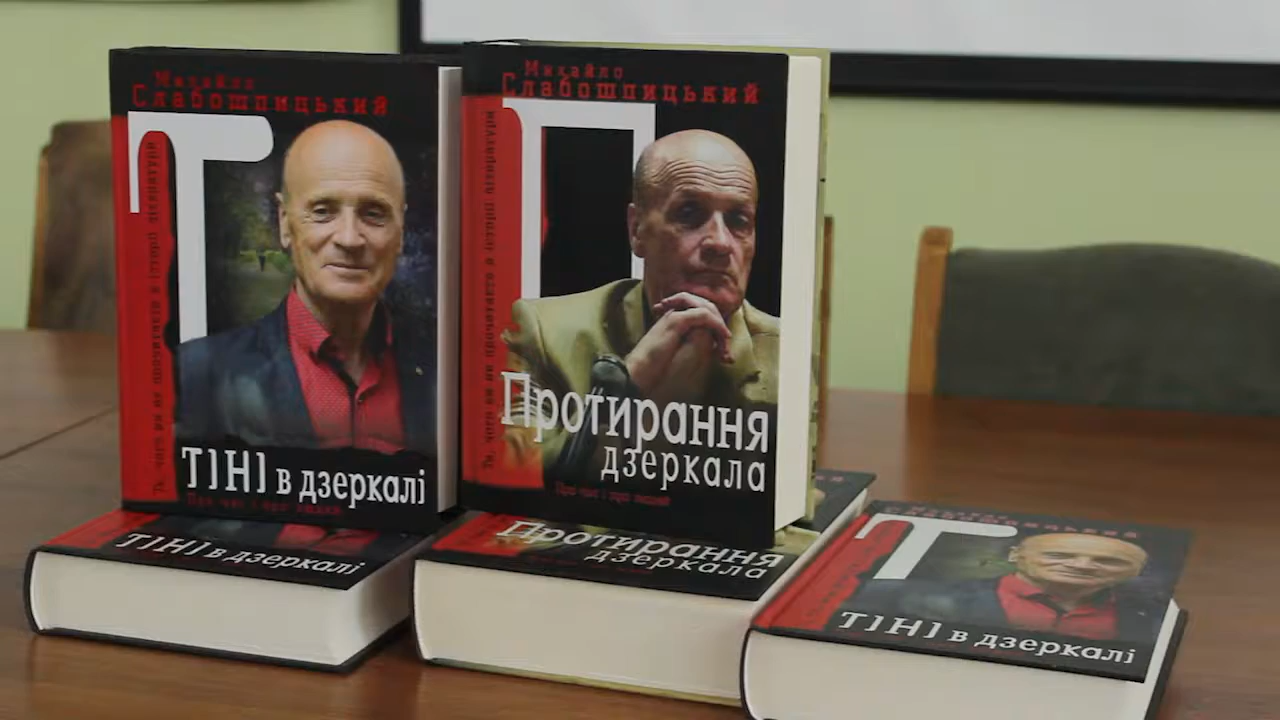 Михайло
Слабошпицький
Т
ТІНІ в дзеркалі
Про час і про людей
Михайло
Слабошпицький
П
Протирання
дзеркала
Про час і про людей
ТІНІ в дзеркалі
Протирання
дзеркала
Слабошпицький
Т
ТІНІ в дзеркалі